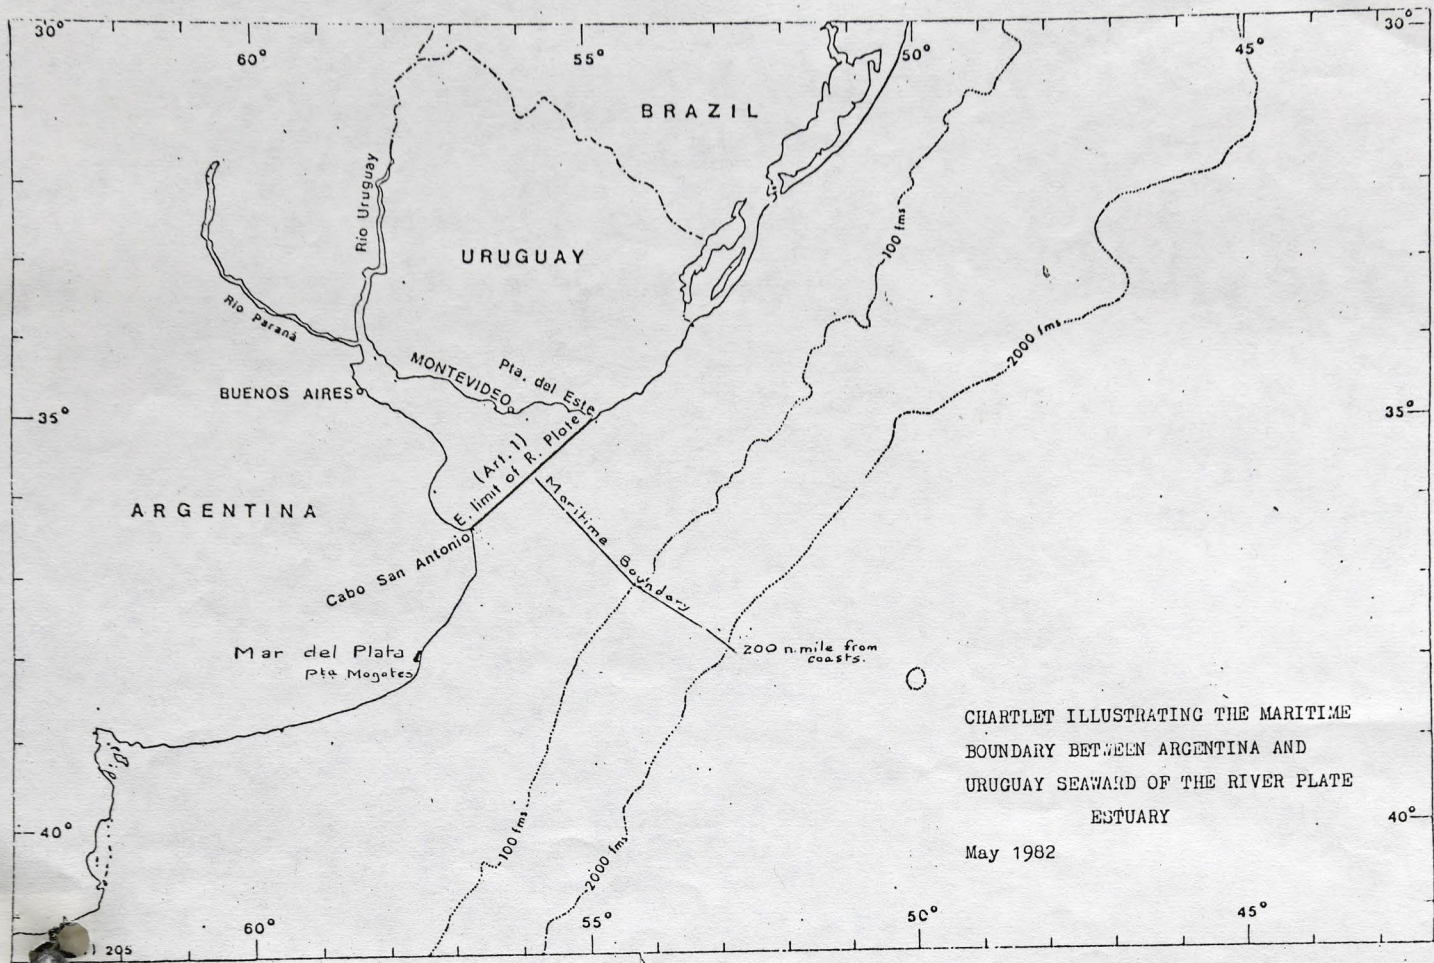 30°
60°
55°
50°
45°
30°
BRAZIL
Río Uruguay
URUGUAY
100 fms
Río Paraná
2000 fms
MONTEVIDEO
Pta. del Este
BUENOS AIRES
35°
35°
(Art. 1)
E. limit of R. Plate
ARGENTINA
Maritime Boundary
Cabo San Antonio
Mar del Plata
Pta Mogotes
200 n.mile from
coasts.
CHARTLET ILLUSTRATING THE MARITIME
BOUNDARY BETWEEN ARGENTINA AND
URUGUAY SEAWARD OF THE RIVER PLATE
ESTUARY
May 1982
40°
40°
100 fms
2000 fms
60°
55°
50°
45°
) 205